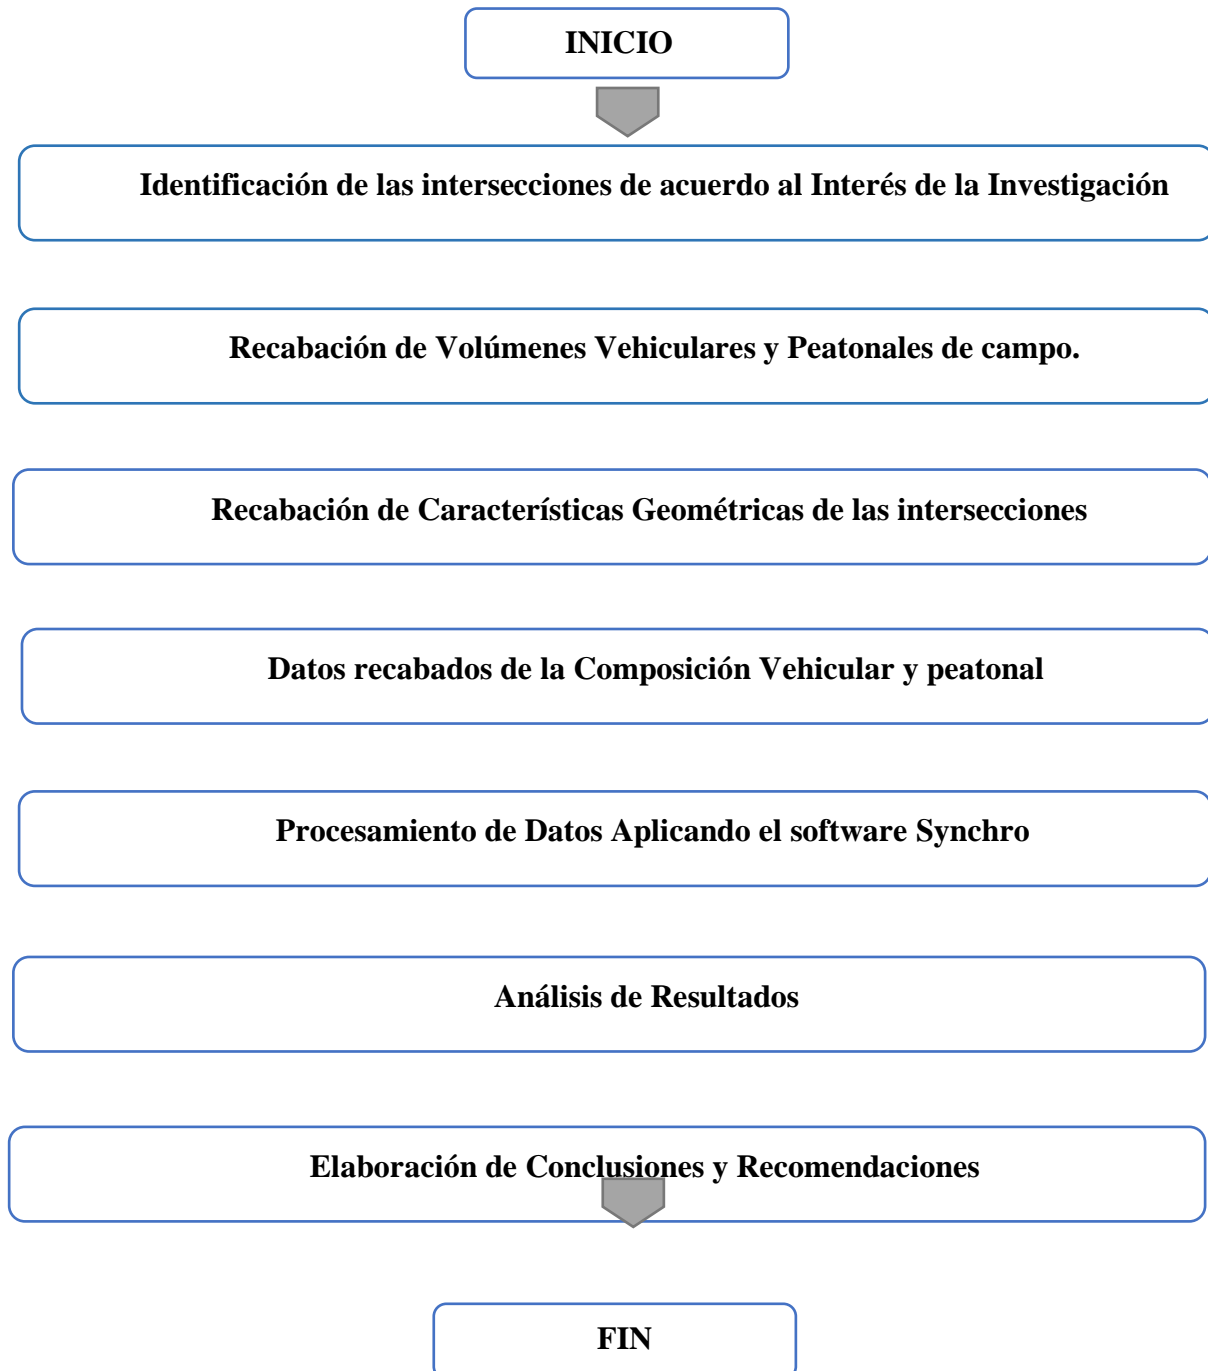 INICIO
Identificación de las intersecciones de acuerdo al Interés de la Investigación
Recabación de Volúmenes Vehiculares y Peatonales de campo.
Recabación de Características Geométricas de las intersecciones
Datos recabados de la Composición Vehicular y peatonal
Procesamiento de Datos Aplicando el software Synchro
Análisis de Resultados
Elaboración de Conclusiones y Recomendaciones
FIN